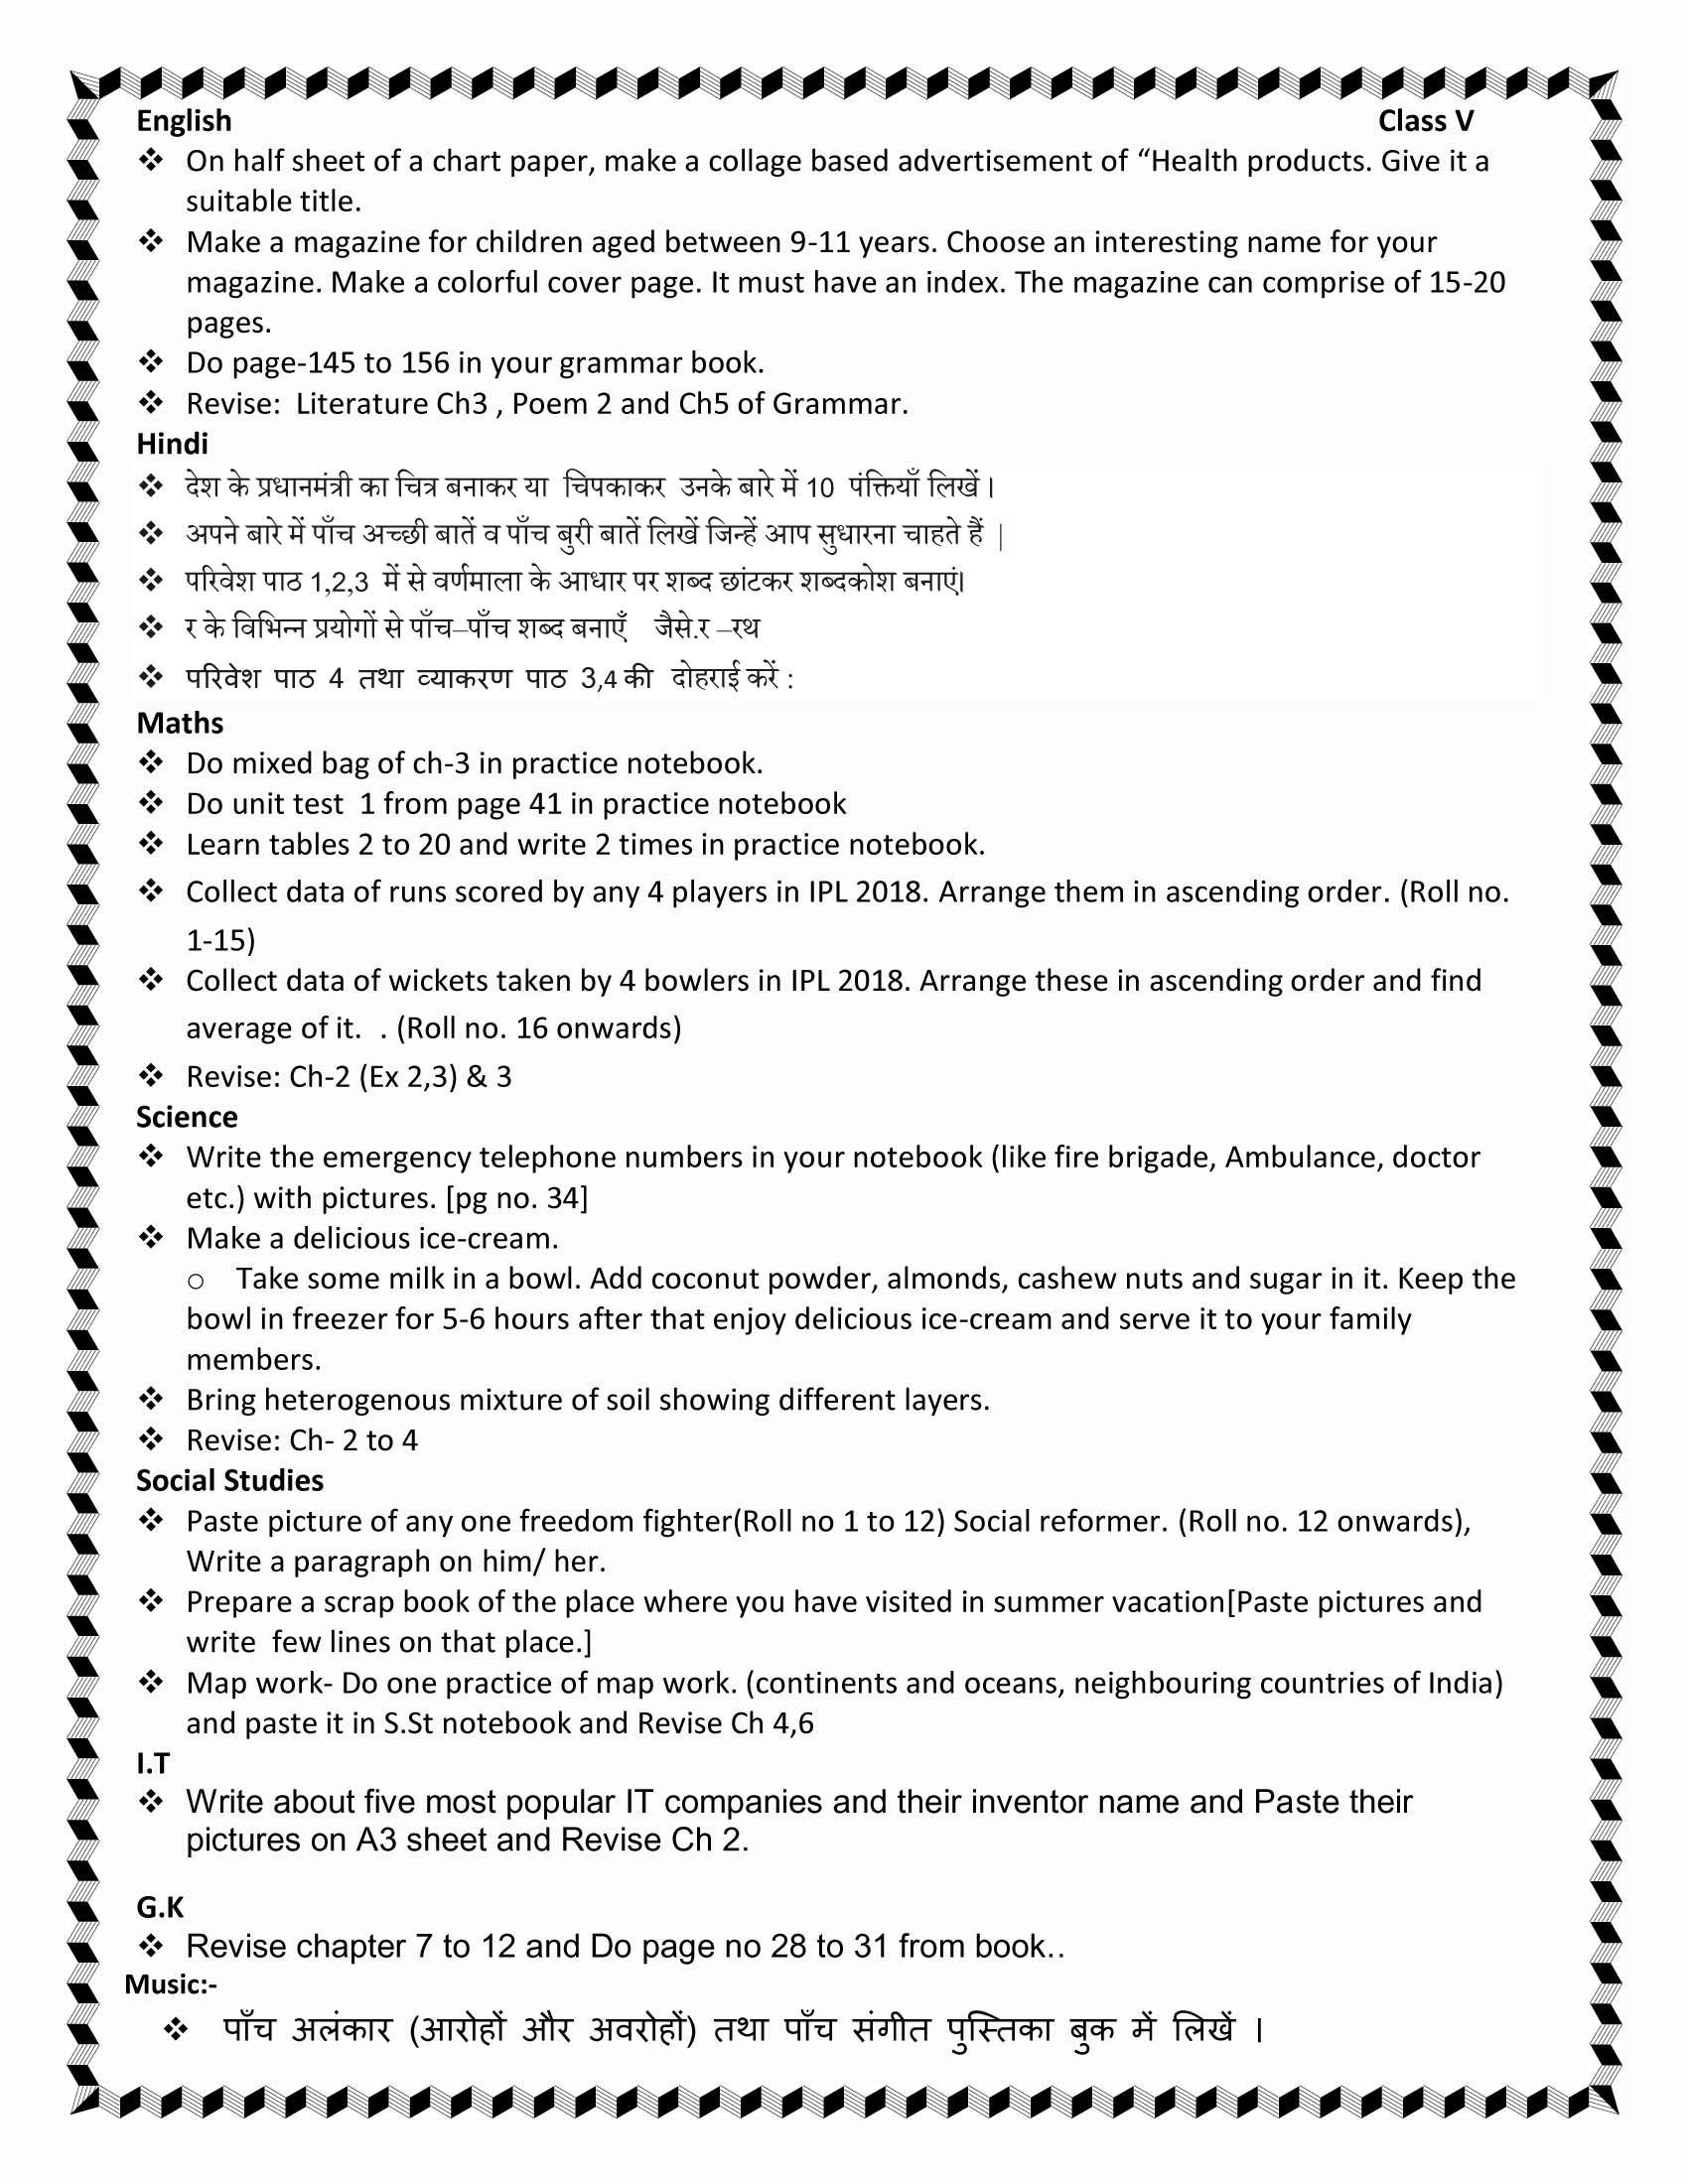 English Class V
❖ On half sheet of a chart paper, make a collage based advertisement of “Health products. Give it a
suitable title.
❖ Make a magazine for children aged between 9-11 years. Choose an interesting name for your
magazine. Make a colorful cover page. It must have an index. The magazine can comprise of 15-20
pages.
❖ Do page-145 to 156 in your grammar book.
❖ Revise: Literature Ch3 , Poem 2 and Ch5 of Grammar.
Hindi
❖ देश के प्रधानमंत्री का चित्र बनाकर या चिपकाकर उनके बारे में 10 पंक्तियाँ लिखें।
❖ अपने बारे में पाँच अच्छी बातें व पाँच बुरी बातें लिखें जिन्हें आप सुधारना चाहते हैं |
❖ परिवेश पाठ 1,2,3 में से वर्णमाला के आधार पर शब्द छांटकर शब्दकोश बनाएं।
❖ र के विभिन्न प्रयोगों से पाँच–पाँच शब्द बनाएँ जैसे.र –रथ
❖ परिवेश पाठ 4 तथा व्याकरण पाठ 3,4 की दोहराई करें :
Maths
❖ Do mixed bag of ch-3 in practice notebook.
❖ Do unit test 1 from page 41 in practice notebook
❖ Learn tables 2 to 20 and write 2 times in practice notebook.
❖ Collect data of runs scored by any 4 players in IPL 2018. Arrange them in ascending order. (Roll no.
1-15)
❖ Collect data of wickets taken by 4 bowlers in IPL 2018. Arrange these in ascending order and find
average of it. . (Roll no. 16 onwards)
❖ Revise: Ch-2 (Ex 2,3) & 3
Science
❖ Write the emergency telephone numbers in your notebook (like fire brigade, Ambulance, doctor
etc.) with pictures. [pg no. 34]
❖ Make a delicious ice-cream.
o Take some milk in a bowl. Add coconut powder, almonds, cashew nuts and sugar in it. Keep the
bowl in freezer for 5-6 hours after that enjoy delicious ice-cream and serve it to your family
members.
❖ Bring heterogenous mixture of soil showing different layers.
❖ Revise: Ch- 2 to 4
Social Studies
❖ Paste picture of any one freedom fighter(Roll no 1 to 12) Social reformer. (Roll no. 12 onwards),
Write a paragraph on him/ her.
❖ Prepare a scrap book of the place where you have visited in summer vacation[Paste pictures and
write few lines on that place.]
❖ Map work- Do one practice of map work. (continents and oceans, neighbouring countries of India)
and paste it in S.St notebook and Revise Ch 4,6
I.T
❖ Write about five most popular IT companies and their inventor name and Paste their
pictures on A3 sheet and Revise Ch 2.
G.K
❖ Revise chapter 7 to 12 and Do page no 28 to 31 from book..
Music:-
❖ पाँच अलंकार (आरोहों और अवरोहों) तथा पाँच संगीत पुस्तिका बुक में लिखें ।